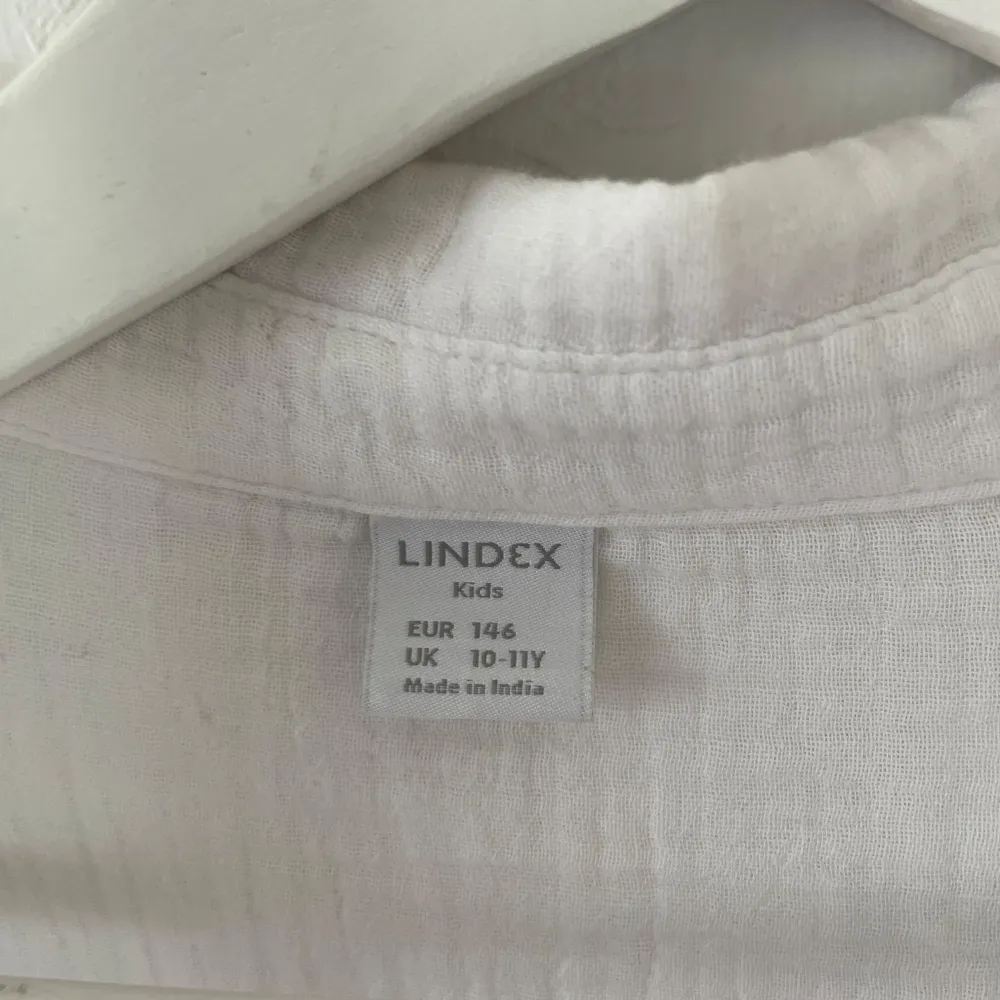 LINDEX
Kids
EUR 146
UK 10-11Y
Made in India